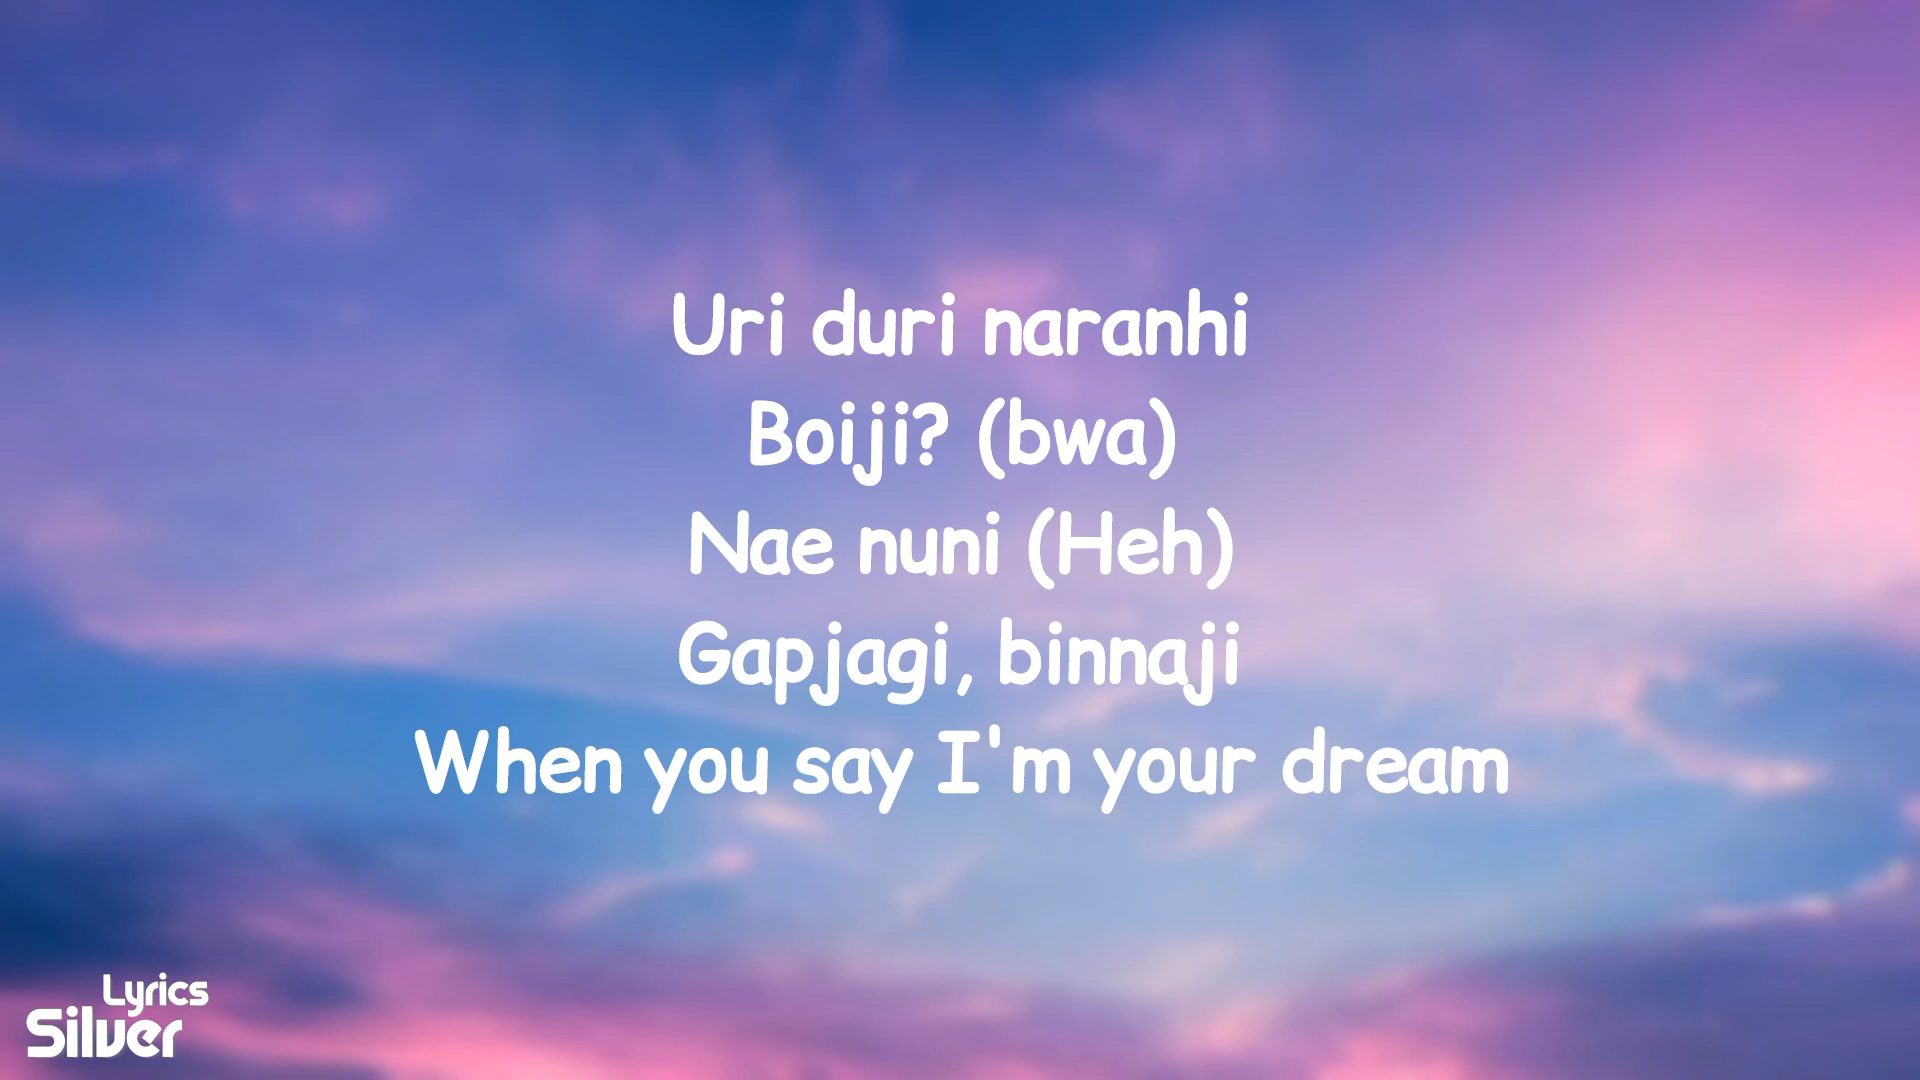 Uri duri naranhi
Boiji? (bwa)
Nae nuni (Heh)
Gapjagi, binnaji
When you say I'm your dream
Lyrics
Silver